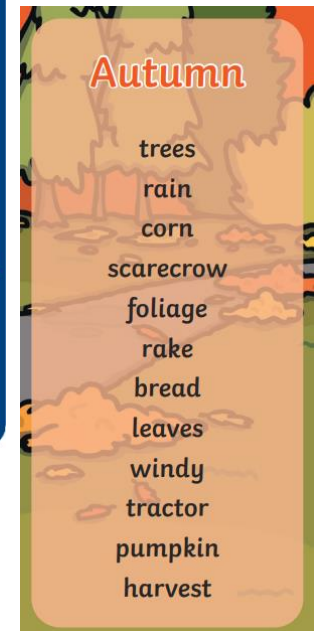 Autumn
trees
rain
corn
scarecrow
foliage
rake
bread
leaves
windy
tractor
pumpkin
harvest